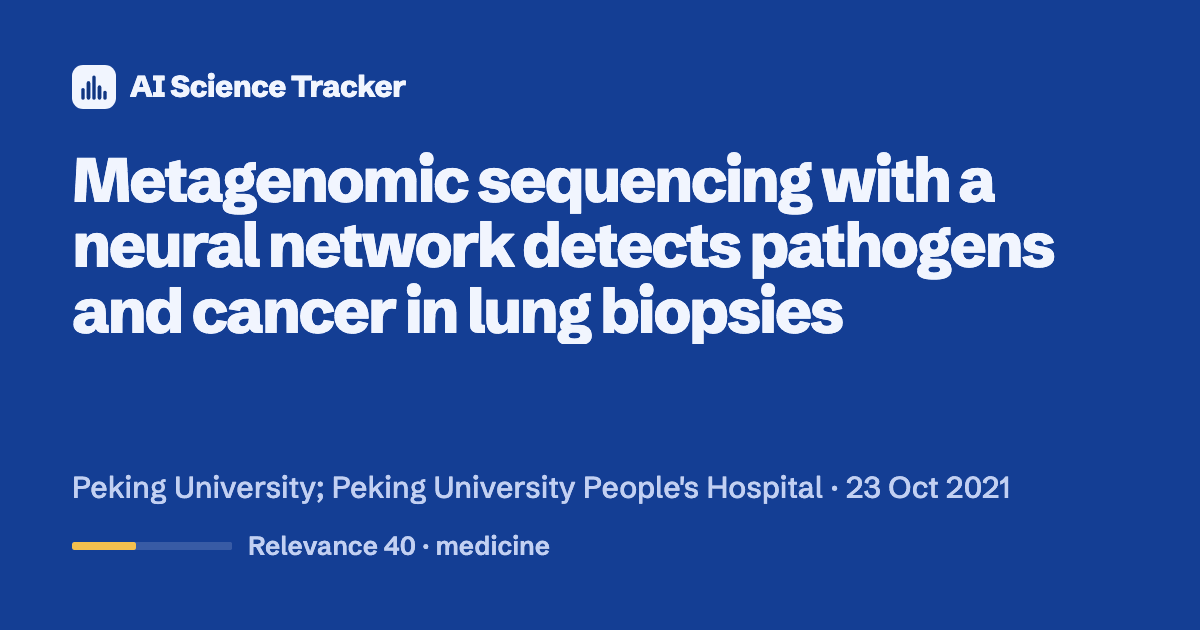 AI Science Tracker
Metagenomic sequencing with a
neural network detects pathogens
and cancer in lung biopsies
Peking University; Peking University People's Hospital · 23 Oct 2021
Relevance 40 · medicine